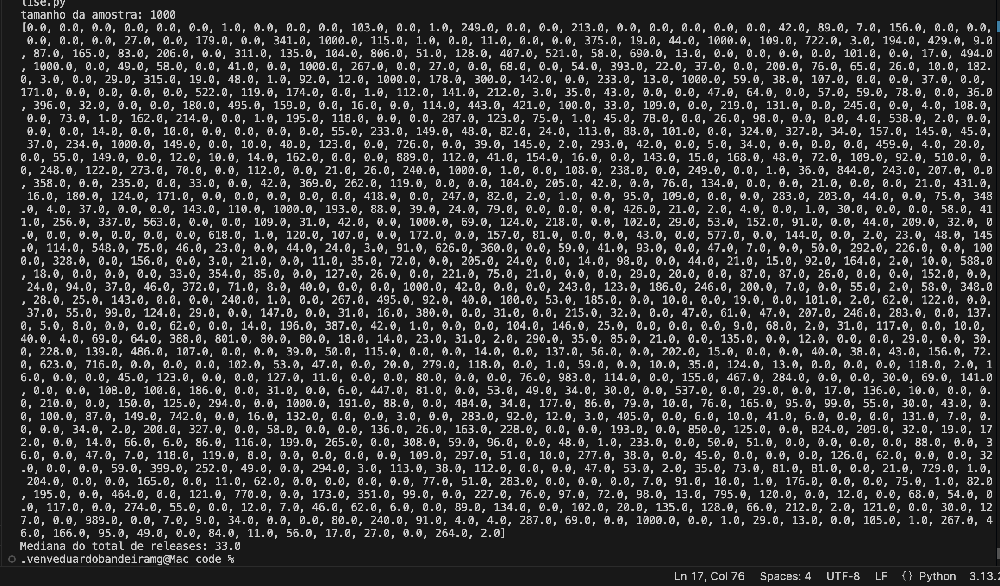 lise.py
tamanho da amostra: 1000
[0.0, 0.0, 0.0, 0.0, 0.0, 0.0, 1.0, 0.0, 0.0, 0.0, 103.0, 0.0, 1.0, 249.0, 0.0, 0.0, 213.0, 0.0, 0.0, 0.0, 0.0, 0.0, 42.0, 89.0, 7.0, 156.0, 0.0, 0.0,
0.0, 0.0, 0.0, 27.0, 0.0, 179.0, 0.0, 341.0, 1000.0, 115.0, 1.0, 0.0, 11.0, 0.0, 0.0, 375.0, 19.0, 44.0, 1000.0, 109.0, 722.0, 3.0, 194.0, 429.0, 9.0
, 87.0, 165.0, 83.0, 206.0, 0.0, 311.0, 135.0, 104.0, 806.0, 51.0, 128.0, 407.0, 521.0, 58.0, 690.0, 13.0, 0.0, 0.0, 0.0, 0.0, 101.0, 0.0, 17.0, 494.0
, 1000.0, 0.0, 49.0, 58.0, 0.0, 41.0, 0.0, 1000.0, 267.0, 0.0, 27.0, 0.0, 68.0, 0.0, 54.0, 393.0, 22.0, 37.0, 0.0, 200.0, 76.0, 65.0, 26.0, 10.0, 182.
0, 3.0, 0.0, 29.0, 315.0, 19.0, 48.0, 1.0, 92.0, 12.0, 1000.0, 178.0, 300.0, 142.0, 0.0, 233.0, 13.0, 1000.0, 59.0, 38.0, 107.0, 0.0, 0.0, 37.0, 0.0,
171.0, 0.0, 0.0, 0.0, 0.0, 522.0, 119.0, 174.0, 0.0, 1.0, 112.0, 141.0, 212.0, 3.0, 35.0, 43.0, 0.0, 0.0, 47.0, 64.0, 0.0, 57.0, 59.0, 78.0, 0.0, 36.0
, 396.0, 32.0, 0.0, 0.0, 180.0, 495.0, 159.0, 0.0, 16.0, 0.0, 114.0, 443.0, 421.0, 100.0, 33.0, 109.0, 0.0, 219.0, 131.0, 0.0, 245.0, 0.0, 4.0, 108.0,
0.0, 73.0, 1.0, 162.0, 214.0, 0.0, 1.0, 195.0, 118.0, 0.0, 0.0, 287.0, 123.0, 75.0, 1.0, 45.0, 78.0, 0.0, 26.0, 98.0, 0.0, 0.0, 4.0, 538.0, 2.0, 0.0,
0.0, 0.0, 14.0, 0.0, 10.0, 0.0, 0.0, 0.0, 0.0, 55.0, 233.0, 149.0, 48.0, 82.0, 24.0, 113.0, 88.0, 101.0, 0.0, 324.0, 327.0, 34.0, 157.0, 145.0, 45.0,
37.0, 234.0, 1000.0, 149.0, 0.0, 10.0, 40.0, 123.0, 0.0, 726.0, 0.0, 39.0, 145.0, 2.0, 293.0, 42.0, 0.0, 5.0, 34.0, 0.0, 0.0, 0.0, 459.0, 4.0, 20.0,
0.0, 55.0, 149.0, 0.0, 12.0, 10.0, 14.0, 162.0, 0.0, 0.0, 889.0, 112.0, 41.0, 154.0, 16.0, 0.0, 143.0, 15.0, 168.0, 48.0, 72.0, 109.0, 92.0, 510.0, 0.
0, 248.0, 122.0, 273.0, 70.0, 0.0, 112.0, 0.0, 21.0, 26.0, 240.0, 1000.0, 1.0, 0.0, 108.0, 238.0, 0.0, 249.0, 0.0, 1.0, 36.0, 844.0, 243.0, 207.0, 0.0
, 358.0, 0.0, 235.0, 0.0, 33.0, 0.0, 42.0, 369.0, 262.0, 119.0, 0.0, 0.0, 104.0, 205.0, 42.0, 0.0, 76.0, 134.0, 0.0, 0.0, 21.0, 0.0, 0.0, 21.0, 431.0,
16.0, 180.0, 124.0, 171.0, 0.0, 0.0, 0.0, 0.0, 0.0, 418.0, 0.0, 247.0, 82.0, 2.0, 1.0, 0.0, 95.0, 109.0, 0.0, 0.0, 283.0, 203.0, 44.0, 0.0, 75.0, 348
.0, 4.0, 37.0, 0.0, 0.0, 143.0, 110.0, 1000.0, 193.0, 88.0, 39.0, 24.0, 79.0, 0.0, 0.0, 0.0, 426.0, 21.0, 2.0, 4.0, 0.0, 1.0, 30.0, 0.0, 0.0, 58.0, 41
1.0, 256.0, 337.0, 563.0, 0.0, 0.0, 109.0, 31.0, 42.0, 0.0, 1000.0, 69.0, 124.0, 218.0, 0.0, 102.0, 29.0, 53.0, 152.0, 91.0, 0.0, 44.0, 209.0, 32.0, 0
.0, 0.0, 0.0, 0.0, 0.0, 618.0, 1.0, 120.0, 107.0, 0.0, 172.0, 0.0, 157.0, 81.0, 0.0, 0.0, 43.0, 0.0, 577.0, 0.0, 144.0, 0.0, 2.0, 23.0, 48.0, 145
.0, 114.0, 548.0, 75.0, 46.0, 23.0, 0.0, 44.0, 24.0, 3.0, 91.0, 626.0, 360.0, 0.0, 59.0, 41.0, 93.0, 0.0, 47.0, 7.0, 0.0, 50.0, 292.0, 226.0, 0.0, 100
0.0, 328.0, 0.0, 156.0, 0.0, 3.0, 21.0, 0.0, 11.0, 35.0, 72.0, 0.0, 205.0, 24.0, 0.0, 14.0, 98.0, 0.0, 44.0, 21.0, 15.0, 92.0, 164.0, 2.0, 10.0, 588.0
, 18.0, 0.0, 0.0, 0.0, 33.0, 354.0, 85.0, 0.0, 127.0, 26.0, 0.0, 221.0, 75.0, 21.0, 0.0, 0.0, 29.0, 20.0, 0.0, 87.0, 87.0, 26.0, 0.0, 0.0, 152.0, 0.0,
24.0, 94.0, 37.0, 46.0, 372.0, 71.0, 8.0, 40.0, 0.0, 0.0, 1000.0, 42.0, 0.0, 0.0, 243.0, 123.0, 186.0, 246.0, 200.0, 7.0, 0.0, 55.0, 2.0, 58.0, 348.0
, 28.0, 25.0, 143.0, 0.0, 0.0, 240.0, 1.0, 0.0, 267.0, 495.0, 92.0, 40.0, 100.0, 53.0, 185.0, 0.0, 10.0, 0.0, 19.0, 0.0, 101.0, 2.0, 62.0, 122.0, 0.0,
37.0, 55.0, 99.0, 124.0, 29.0, 0.0, 147.0, 0.0, 31.0, 16.0, 380.0, 0.0, 31.0, 0.0, 215.0, 32.0, 0.0, 47.0, 61.0, 47.0, 207.0, 246.0, 283.0, 0.0, 137.
0, 5.0, 8.0, 0.0, 0.0, 62.0, 0.0, 14.0, 196.0, 387.0, 42.0, 1.0, 0.0, 0.0, 104.0, 146.0, 25.0, 0.0, 0.0, 0.0, 9.0, 68.0, 2.0, 31.0, 117.0, 0.0, 10.0,
40.0, 4.0, 69.0, 64.0, 388.0, 801.0, 80.0, 80.0, 18.0, 14.0, 23.0, 31.0, 2.0, 290.0, 35.0, 85.0, 21.0, 0.0, 135.0, 0.0, 12.0, 0.0, 0.0, 29.0, 0.0, 30.
0, 228.0, 139.0, 486.0, 107.0, 0.0, 0.0, 39.0, 50.0, 115.0, 0.0, 0.0, 14.0, 0.0, 137.0, 56.0, 0.0, 202.0, 15.0, 0.0, 0.0, 40.0, 38.0, 43.0, 156.0, 72.
0, 623.0, 716.0, 0.0, 0.0, 0.0, 102.0, 53.0, 47.0, 0.0, 20.0, 279.0, 118.0, 0.0, 1.0, 59.0, 0.0, 10.0, 35.0, 124.0, 13.0, 0.0, 0.0, 0.0, 118.0, 2.0, 1
6.0, 0.0, 0.0, 45.0, 123.0, 0.0, 0.0, 127.0, 11.0, 0.0, 0.0, 80.0, 0.0, 0.0, 76.0, 983.0, 114.0, 0.0, 155.0, 467.0, 284.0, 0.0, 0.0, 30.0, 69.0, 141.0
, 0.0, 0.0, 108.0, 100.0, 186.0, 0.0, 31.0, 0.0, 6.0, 447.0, 81.0, 0.0, 53.0, 49.0, 34.0, 30.0, 0.0, 537.0, 0.0, 29.0, 0.0, 17.0, 136.0, 10.0, 0.0, 0.
0, 210.0, 0.0, 150.0, 125.0, 294.0, 0.0, 1000.0, 191.0, 88.0, 0.0, 484.0, 34.0, 177.0, 86.0, 79.0, 10.0, 76.0, 165.0, 95.0, 99.0, 55.0, 30.0, 43.0, 0.
0, 100.0, 87.0, 149.0, 742.0, 0.0, 16.0, 132.0, 0.0, 0.0, 3.0, 0.0, 283.0, 92.0, 12.0, 3.0, 405.0, 0.0, 6.0, 10.0, 41.0, 6.0, 0.0, 0.0, 131.0, 7.0, 0.
0, 0.0, 34.0, 2.0, 200.0, 327.0, 0.0, 58.0, 0.0, 0.0, 136.0, 26.0, 163.0, 228.0, 0.0, 0.0, 193.0, 0.0, 850.0, 125.0, 0.0, 824.0, 209.0, 32.0, 19.0, 17
2.0, 0.0, 14.0, 66.0, 6.0, 86.0, 116.0, 199.0, 265.0, 0.0, 308.0, 59.0, 96.0, 0.0, 48.0, 1.0, 233.0, 0.0, 50.0, 51.0, 0.0, 0.0, 0.0, 88.0, 0.0, 3
6.0, 0.0, 47.0, 7.0, 118.0, 119.0, 8.0, 0.0, 0.0, 0.0, 0.0, 109.0, 297.0, 51.0, 10.0, 277.0, 38.0, 0.0, 45.0, 0.0, 0.0, 0.0, 126.0, 62.0, 0.0, 0.0, 32
.0, 0.0, 0.0, 59.0, 399.0, 252.0, 49.0, 0.0, 294.0, 3.0, 113.0, 38.0, 112.0, 0.0, 0.0, 47.0, 53.0, 2.0, 35.0, 73.0, 81.0, 81.0, 0.0, 21.0, 729.0, 1.0,
204.0, 0.0, 0.0, 165.0, 0.0, 11.0, 62.0, 0.0, 0.0, 0.0, 0.0, 77.0, 51.0, 283.0, 0.0, 0.0, 0.0, 7.0, 91.0, 10.0, 1.0, 176.0, 0.0, 0.0, 75.0, 1.0, 82.0
, 195.0, 0.0, 464.0, 0.0, 121.0, 770.0, 0.0, 173.0, 351.0, 99.0, 0.0, 227.0, 76.0, 97.0, 72.0, 98.0, 13.0, 795.0, 120.0, 0.0, 12.0, 0.0, 68.0, 54.0, 0
.0, 117.0, 0.0, 274.0, 55.0, 0.0, 12.0, 7.0, 46.0, 62.0, 6.0, 0.0, 89.0, 134.0, 0.0, 102.0, 20.0, 135.0, 128.0, 66.0, 212.0, 2.0, 121.0, 0.0, 30.0, 12
7.0, 0.0, 989.0, 0.0, 7.0, 9.0, 34.0, 0.0, 0.0, 80.0, 240.0, 91.0, 4.0, 4.0, 287.0, 69.0, 0.0, 1000.0, 0.0, 1.0, 29.0, 13.0, 0.0, 105.0, 1.0, 267.0, 4
6.0, 166.0, 95.0, 49.0, 0.0, 84.0, 11.0, 56.0, 17.0, 27.0, 0.0, 264.0, 2.0]
Mediana do total de releases: 33.0
.venveduardobandeiramg@Mac code %
Ln 17, Col 76 Spaces: 4 UTF-8 LF {} Python 3.13.2